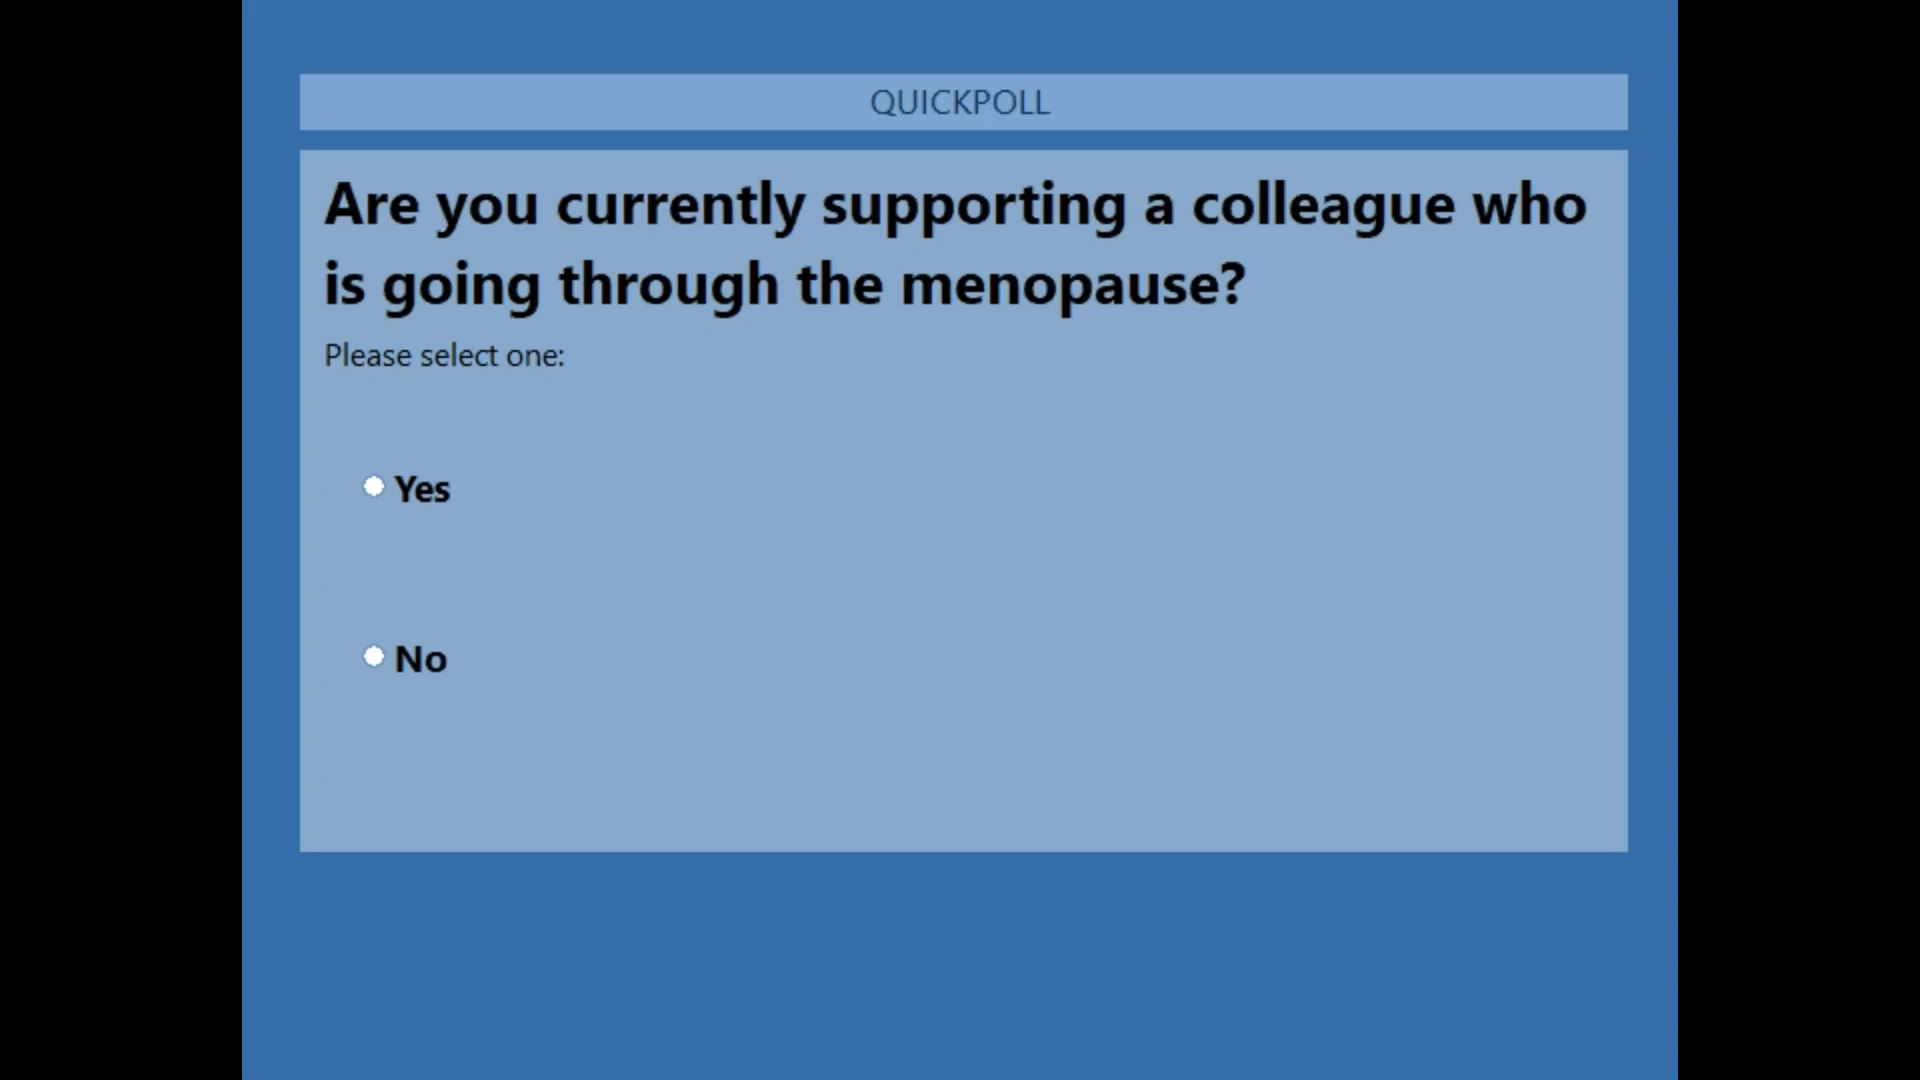 QUICKPOLL
Are you currently supporting a colleague who
is going through the menopause?
Please select one:
Yes
No